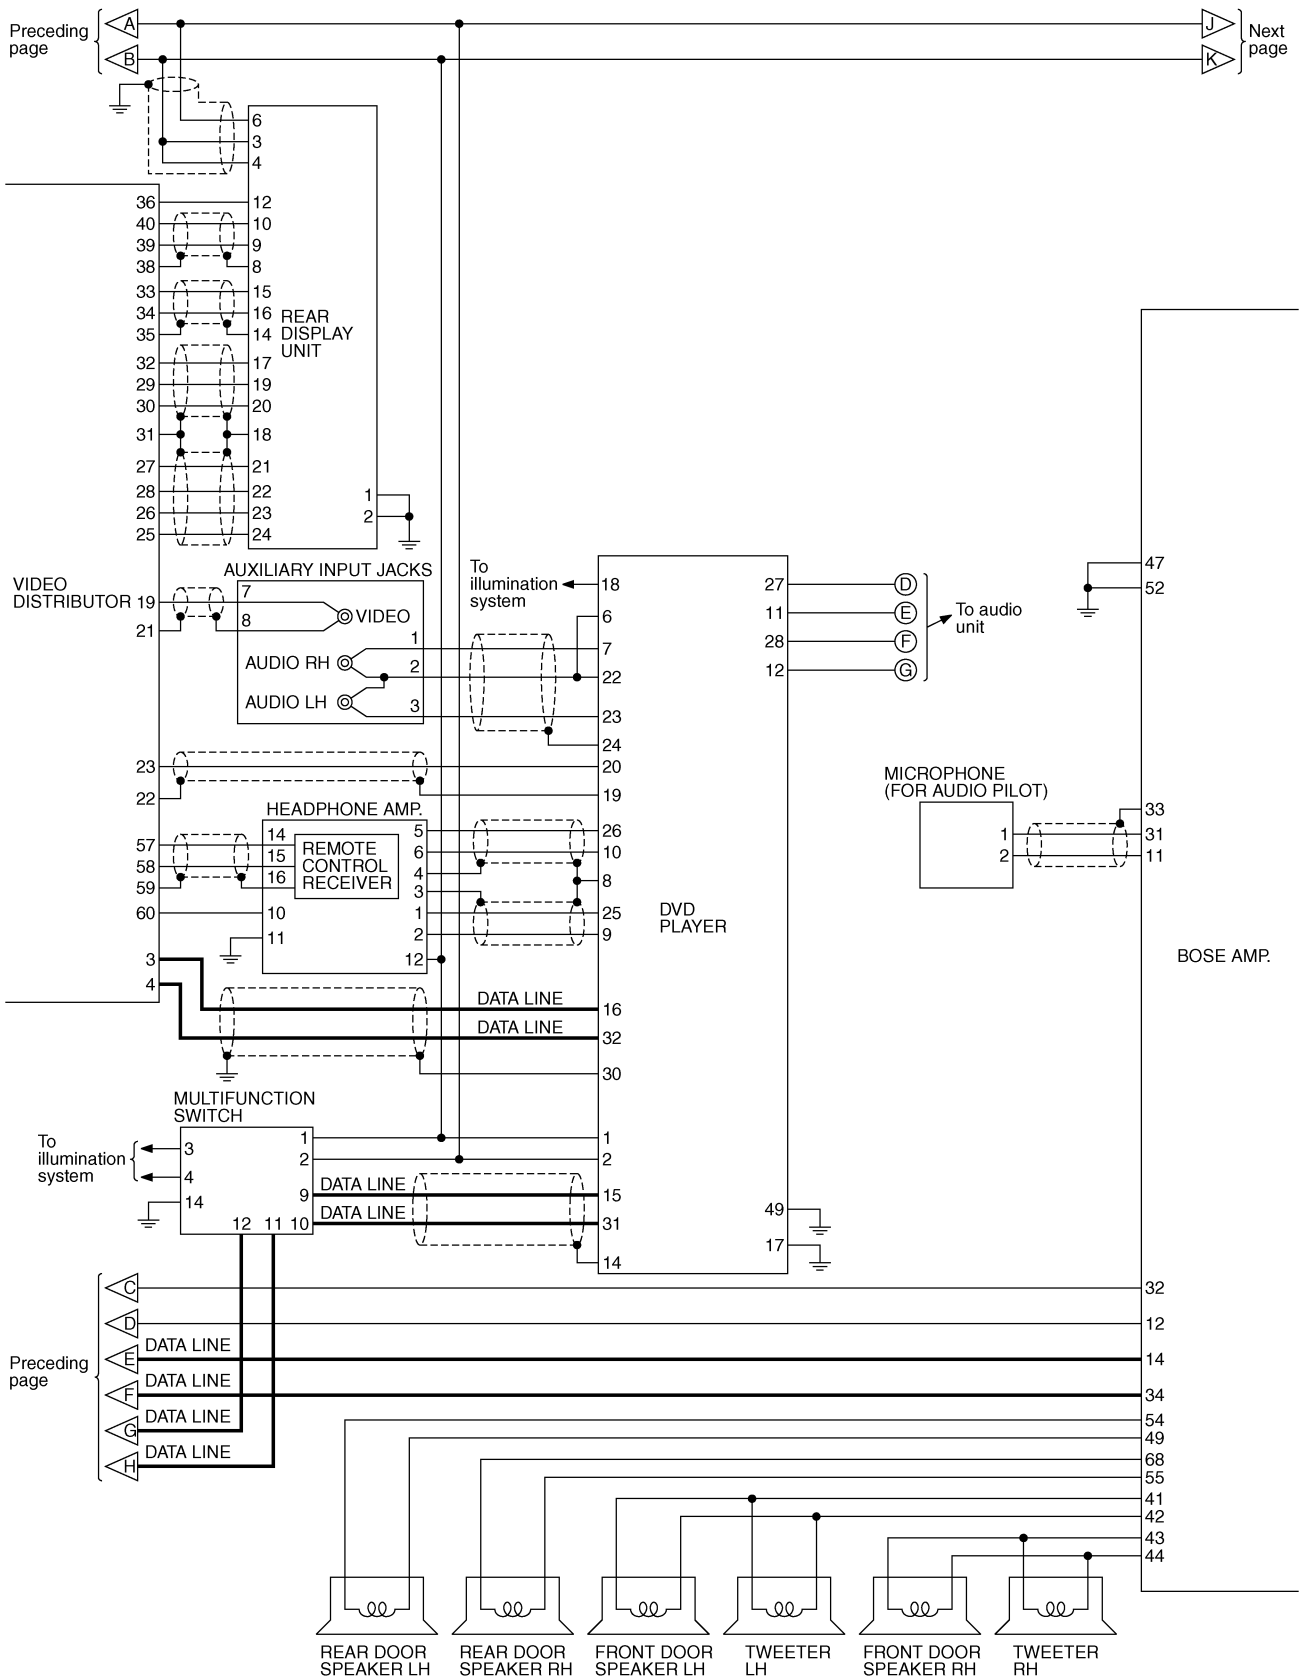 Preceding
page
A
B
J
K
Next
page
6
3
4
36 12
40 10
39 9
38 8
33 15
34 16
35 14
REAR
DISPLAY
UNIT
32 17
29 19
30 20
31 18
27 21
28 22
26 23
25 24
1
2
VIDEO
DISTRIBUTOR
19
21
AUXILIARY INPUT JACKS
7
8
VIDEO
1
AUDIO RH
2
AUDIO LH
3
To
illumination
system
18
6
7
22
23
24
20
19
27 D
11 E
28 F
12 G
To audio
unit
47
52
23
22
HEADPHONE AMP.
57 14
58 15
59 16
REMOTE
CONTROL
RECEIVER
60 10
11
5 26
6 10
4
8
3
1 25
2 9
12
DVD
PLAYER
MICROPHONE
(FOR AUDIO PILOT)
1
2
33
31
11
BOSE AMP.
3
4
DATA LINE 16
DATA LINE 32
30
MULTIFUNCTION
SWITCH
To
illumination
system
3
4
14
1 1
2 2
9 DATA LINE 15
10 DATA LINE 31
12 11
14
49
17
Preceding
page
C 32
D 12
E DATA LINE 14
F DATA LINE 34
G DATA LINE
H DATA LINE
54
49
68
55
41
42
43
44
REAR DOOR
SPEAKER LH
REAR DOOR
SPEAKER RH
FRONT DOOR
SPEAKER LH
TWEETER
LH
FRONT DOOR
SPEAKER RH
TWEETER
RH